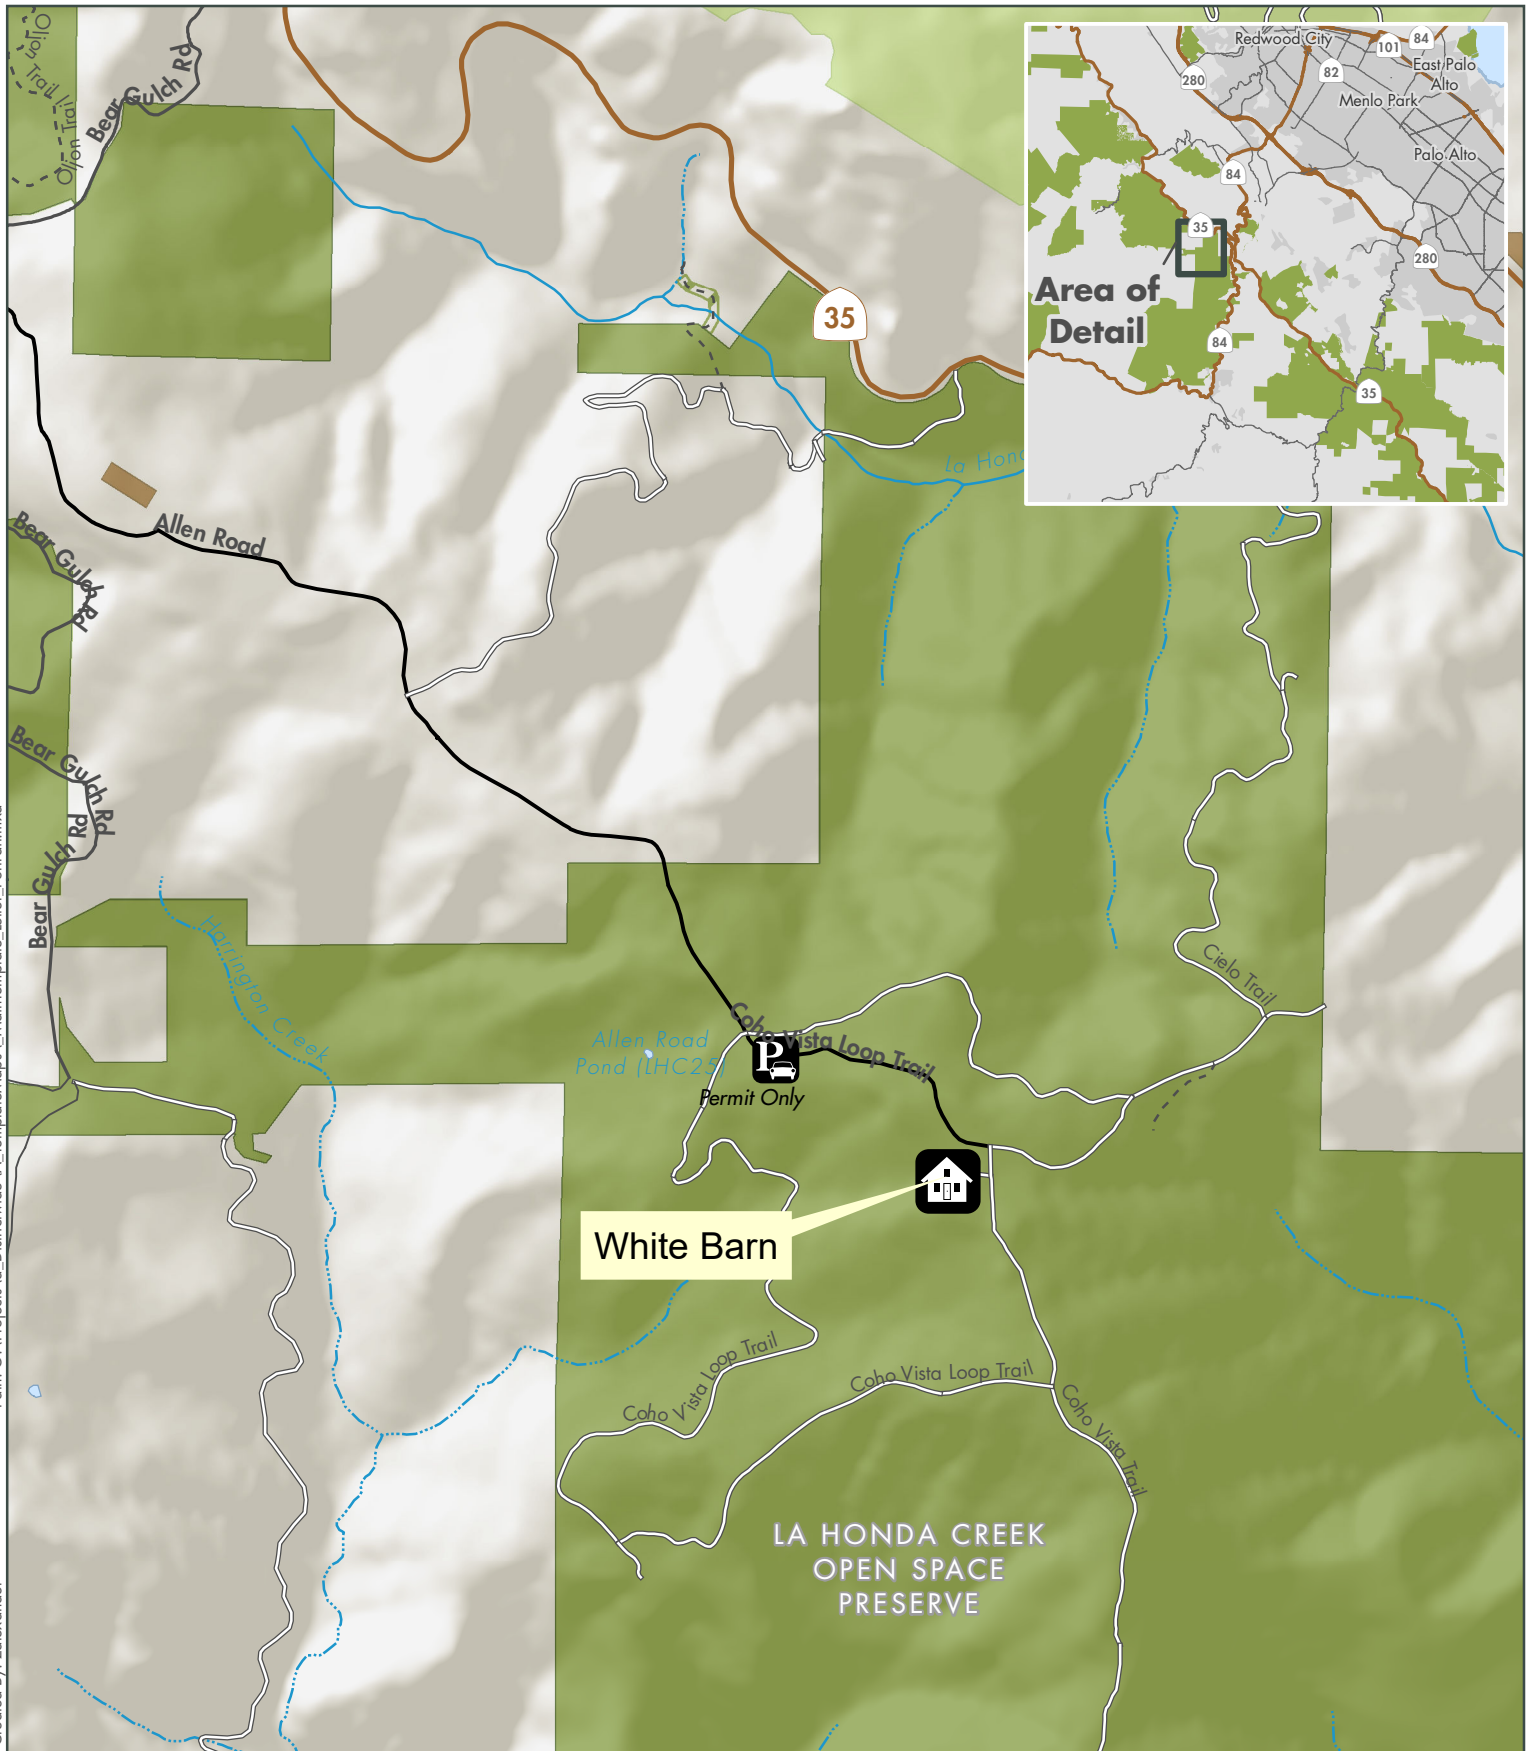 Redwood City
101
84
280
82
East Palo
Alto
Menlo Park
Palo Alto
84
35
280
Area of
Detail
84
35
Bear Gulch Rd
35
La Hon
Allen Road
Bear Gulch
Rd
Bear Gulch Rd
Bear Gulch Rd
Harrington Creek
Cielo Trail
Coho Vista Loop Trail
Allen Road
Pond (LHC25)
P
Permit Only
White Barn
Coho Vista Loop Trail
Coho Vista Loop Trail
Coho Vista Trail
LA HONDA CREEK
OPEN SPACE
PRESERVE